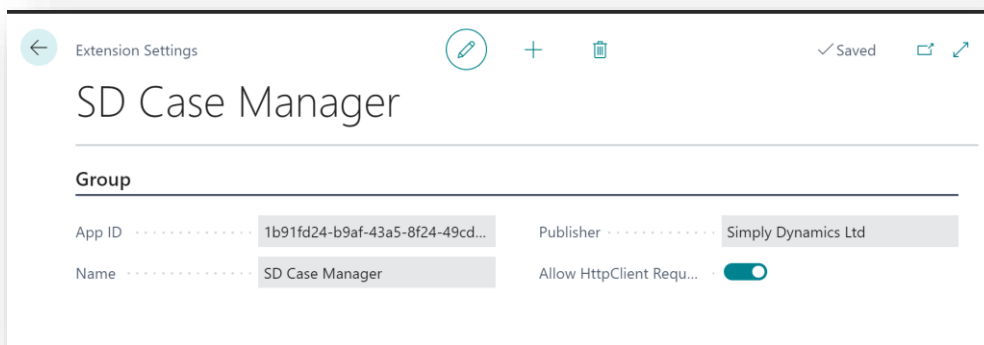 Extension Settings
Saved
SD Case Manager
Group
App ID
1b91fd24-b9af-43a5-8f24-49cd...
Publisher
Simply Dynamics Ltd
Name
SD Case Manager
Allow HttpClient Requ...